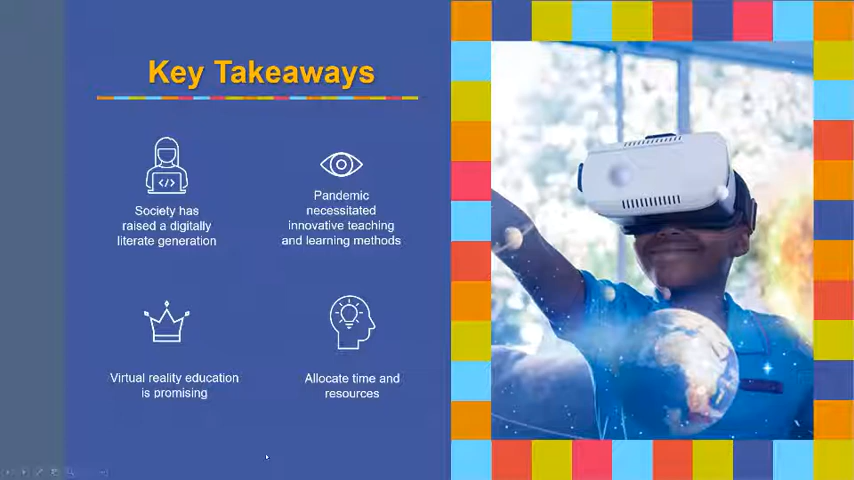 Key Takeaways
Society has
raised a digitally
literate generation
Pandemic
necessitated
innovative teaching
and learning methods
Virtual reality education
is promising
Allocate time and
resources